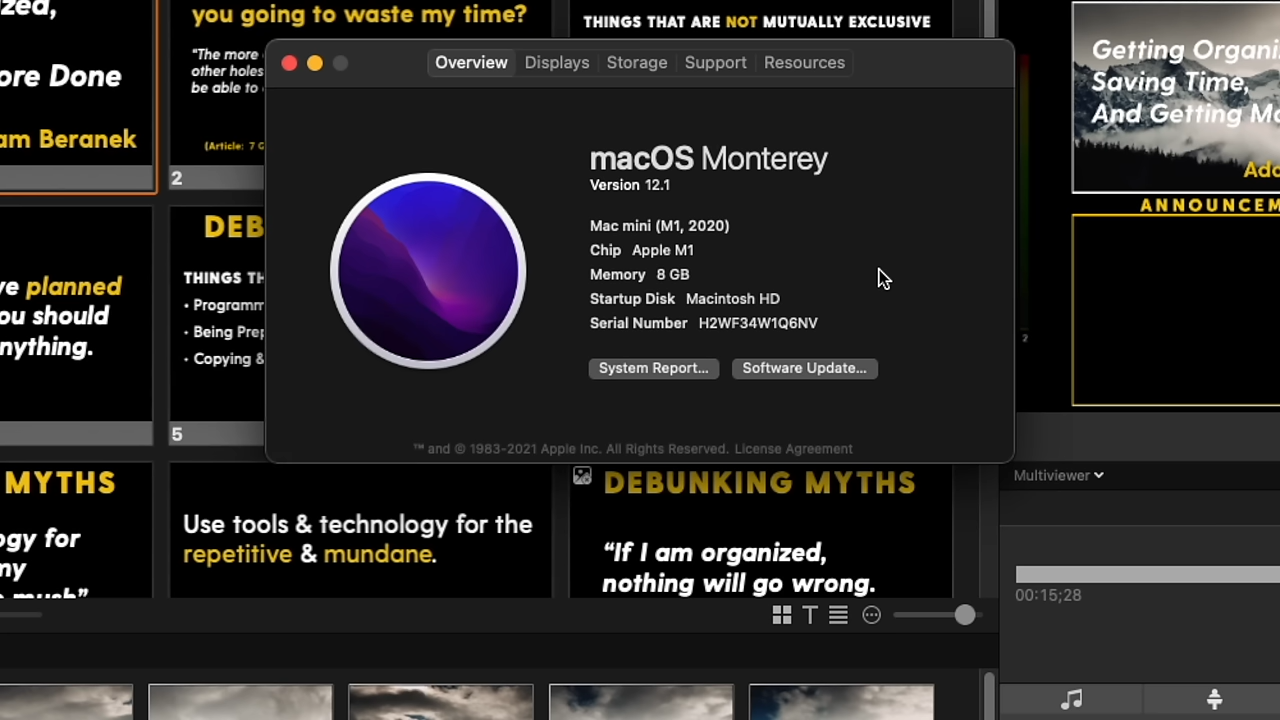 zed,
ore Done
am Beranek
you going to waste my time?
"The more
other holes
be able to
(Article: 7
2
THINGS THAT ARE NOT MUTUALLY EXCLUSIVE
Getting Organi
Saving Time,
And Getting Mo
Ada
ANNOUNCEM
Overview
Displays
Storage
Support
Resources
macOS Monterey
Version 12.1
Mac mini (M1, 2020)
Chip Apple M1
Memory 8 GB
Startup Disk Macintosh HD
Serial Number H2WF34W1Q6NV
System Report...
Software Update...
™ and © 1983-2021 Apple Inc. All Rights Reserved. License Agreement
ve planned
ou should
nything.
DEB
THINGS TH
• Programm
• Being Prep
• Copying &
5
2
MYTHS
ogy for
my
mush"
Use tools & technology for the
repetitive & mundane.
DEBUNKING MYTHS
“If I am organized,
nothing will go wrong.
Multiviewer
00:15;28